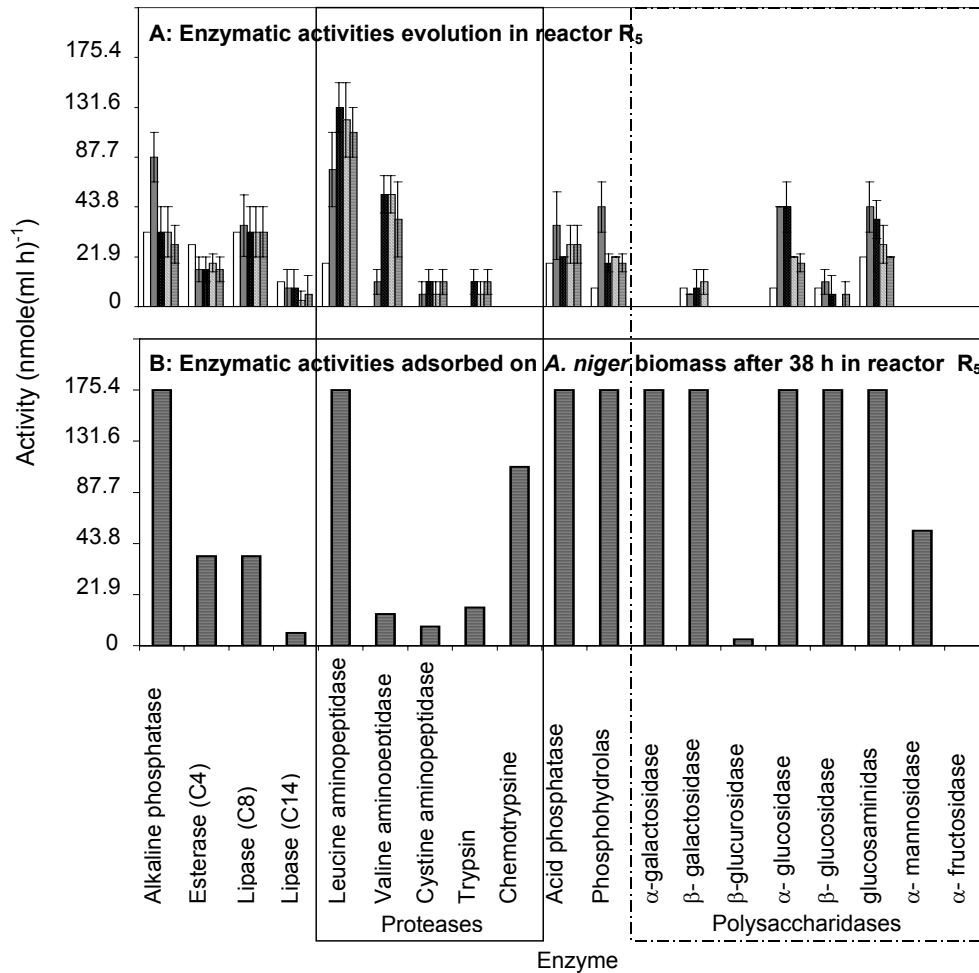 A: Enzymatic activities evolution in reactor R₅
175.4
131.6
87.7
43.8
21.9
0
Activity (nmole(ml h)⁻¹)
B: Enzymatic activities adsorbed on A. niger biomass after 38 h in reactor R₅
175.4
131.6
87.7
43.8
21.9
0
Alkaline phosphatase
Esterase (C4)
Lipase (C8)
Lipase (C14)
Leucine aminopeptidase
Valine aminopeptidase
Cystine aminopeptidase
Trypsin
Chemotrypsine
Acid phosphatase
Phosphohydrolas
α-galactosidase
β- galactosidase
β-glucurosidase
α- glucosidase
β- glucosidase
glucosaminidas
α- mannosidase
α- fructosidase
Proteases
Polysaccharidases
Enzyme